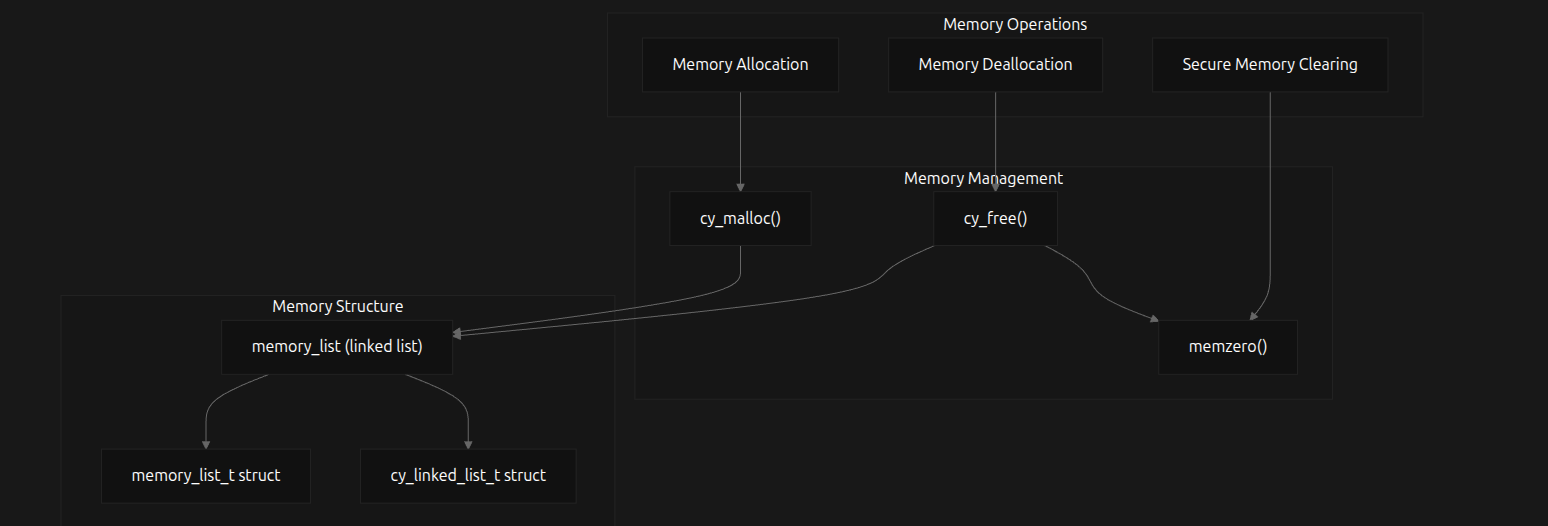 Memory Operations
Memory Allocation
Memory Deallocation
Secure Memory Clearing
Memory Management
cy_malloc()
cy_free()
memzero()
Memory Structure
memory_list (linked list)
memory_list_t struct
cy_linked_list_t struct